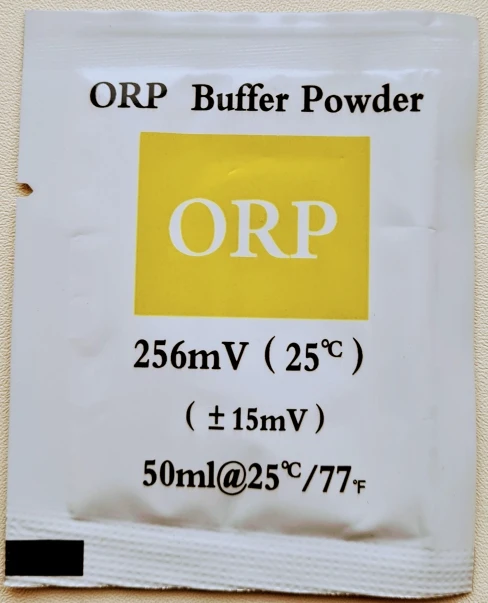 ORP Buffer Powder
ORP
256mV ( 25℃ )
( ±15mV )
50ml@25℃/77℉